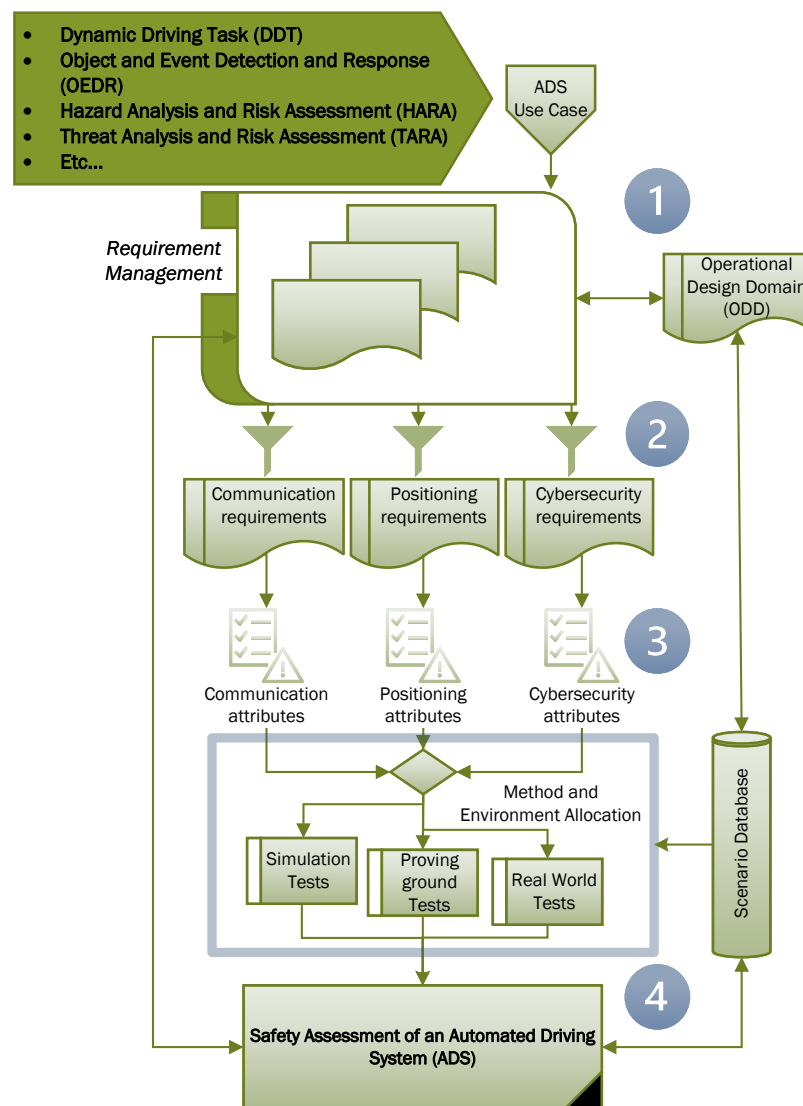 • Dynamic Driving Task (DDT)
• Object and Event Detection and Response
(OEDR)
• Hazard Analysis and Risk Assessment (HARA)
• Threat Analysis and Risk Assessment (TARA)
• Etc...
ADS
Use Case
1
Requirement
Management
Operational
Design Domain
(ODD)
2
Communication
requirements
Positioning
requirements
Cybersecurity
requirements
3
Communication
attributes
Positioning
attributes
Cybersecurity
attributes
Method and
Environment Allocation
Simulation
Tests
Proving
ground
Tests
Real World
Tests
Scenario Database
4
Safety Assessment of an Automated Driving
System (ADS)